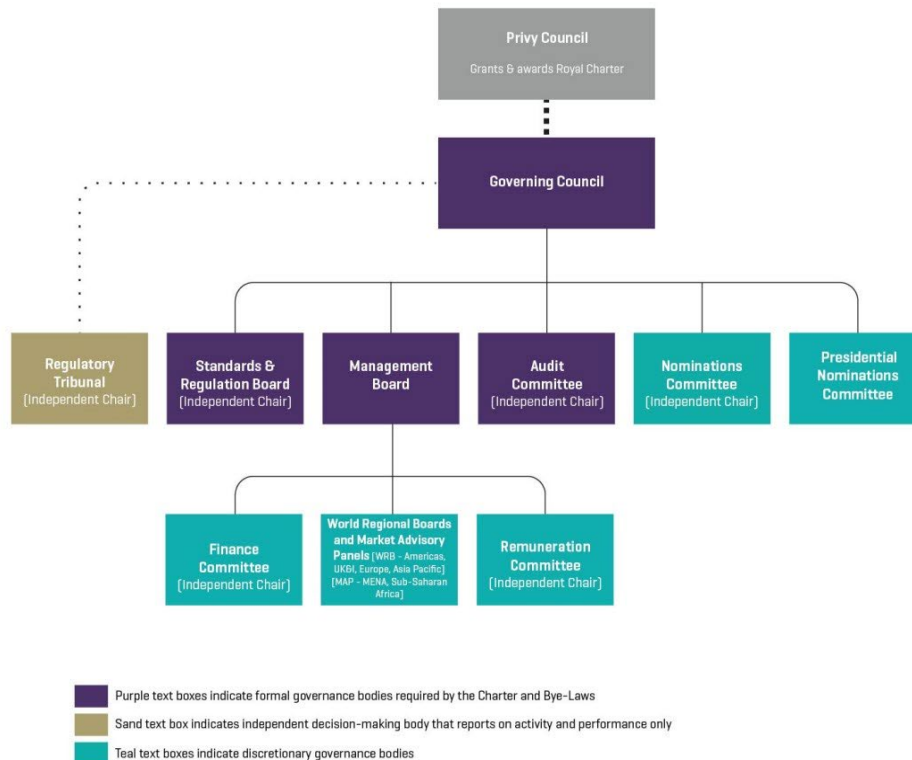 Privy Council
Grants & awards Royal Charter
Governing Council
Regulatory
Tribunal
(Independent Chair)
Standards &
Regulation Board
(Independent Chair)
Management
Board
Audit
Committee
(Independent Chair)
Nominations
Committee
(Independent Chair)
Presidential
Nominations
Committee
Finance
Committee
(Independent Chair)
World Regional Boards
and Market Advisory
Panels (WRB - Americas,
UK&I, Europe, Asia Pacific)
(MAP - MENA, Sub-Saharan
Africa)
Remuneration
Committee
(Independent Chair)
Purple text boxes indicate formal governance bodies required by the Charter and Bye-Laws
Sand text box indicates independent decision-making body that reports on activity and performance only
Teal text boxes indicate discretionary governance bodies